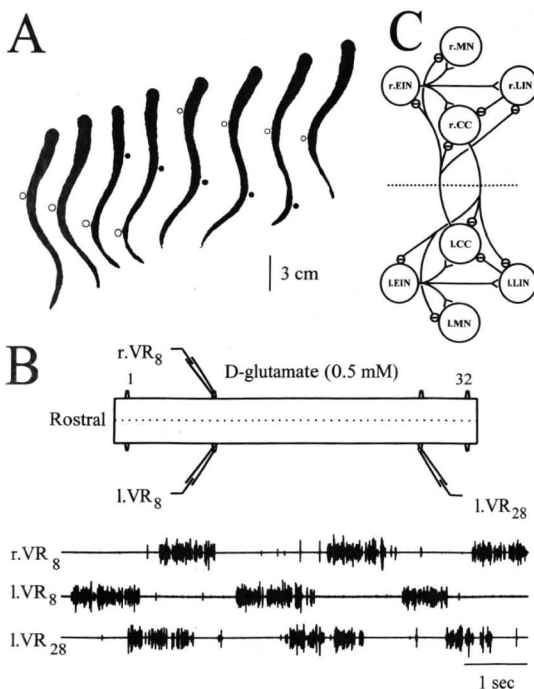 A
3 cm
C
r.MN
r.EIN
r.LIN
r.CC
l.CC
l.EIN
l.LIN
l.MN
B
r.VR8
D-glutamate (0.5 mM)
1
32
Rostral
l.VR8
l.VR28
r.VR8
l.VR8
l.VR28
1 sec